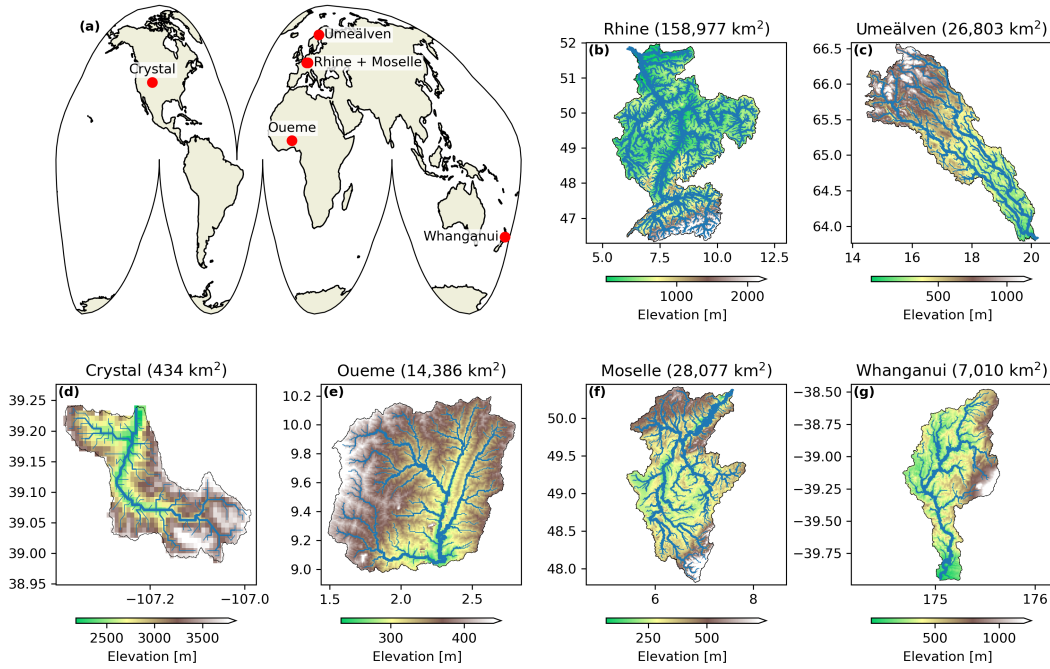 (a)
Umeälven
Rhine + Moselle
Crystal
Oueme
Whanganui
Rhine (158,977 km²)
(b)
52
51
50
49
48
47
5.0 7.5 10.0 12.5
1000 2000
Elevation [m]
Umeälven (26,803 km²)
(c)
66.5
66.0
65.5
65.0
64.5
64.0
14 16 18 20
500 1000
Elevation [m]
Crystal (434 km²)
(d)
39.25
39.20
39.15
39.10
39.05
39.00
38.95
−107.2 −107.0
2500 3000 3500
Elevation [m]
Oueme (14,386 km²)
(e)
10.2
10.0
9.8
9.6
9.4
9.2
9.0
1.5 2.0 2.5
300 400
Elevation [m]
Moselle (28,077 km²)
(f)
50.0
49.5
49.0
48.5
48.0
6 8
250 500
Elevation [m]
Whanganui (7,010 km²)
(g)
−38.50
−38.75
−39.00
−39.25
−39.50
−39.75
175 176
500 1000
Elevation [m]